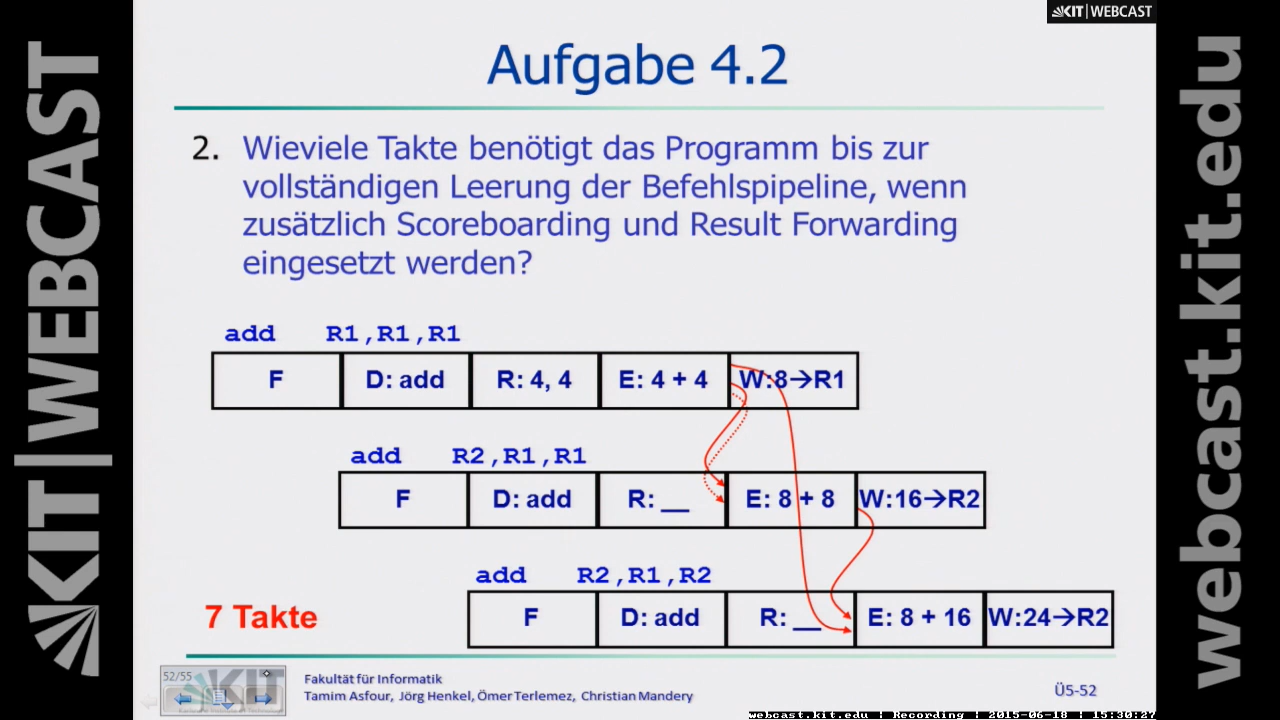 KIT | WEBCAST
KIT|WEBCAST
webcast.kit.edu
Aufgabe 4.2
2. Wieviele Takte benötigt das Programm bis zur
vollständigen Leerung der Befehlspipeline, wenn
zusätzlich Scoreboarding und Result Forwarding
eingesetzt werden?
add R1,R1,R1
F D: add R: 4, 4 E: 4 + 4 W:8→R1
add R2,R1,R1
F D: add R: __ E: 8 + 8 W:16→R2
add R2,R1,R2
7 Takte F D: add R: __ E: 8 + 16 W:24→R2
52/55
KIT
Fakultät für Informatik
Tamim Asfour, Jörg Henkel, Ömer Terlemez, Christian Mandery
Ü5-52
webcast.kit.edu | Recording | 2015-06-18 | 15:30:27